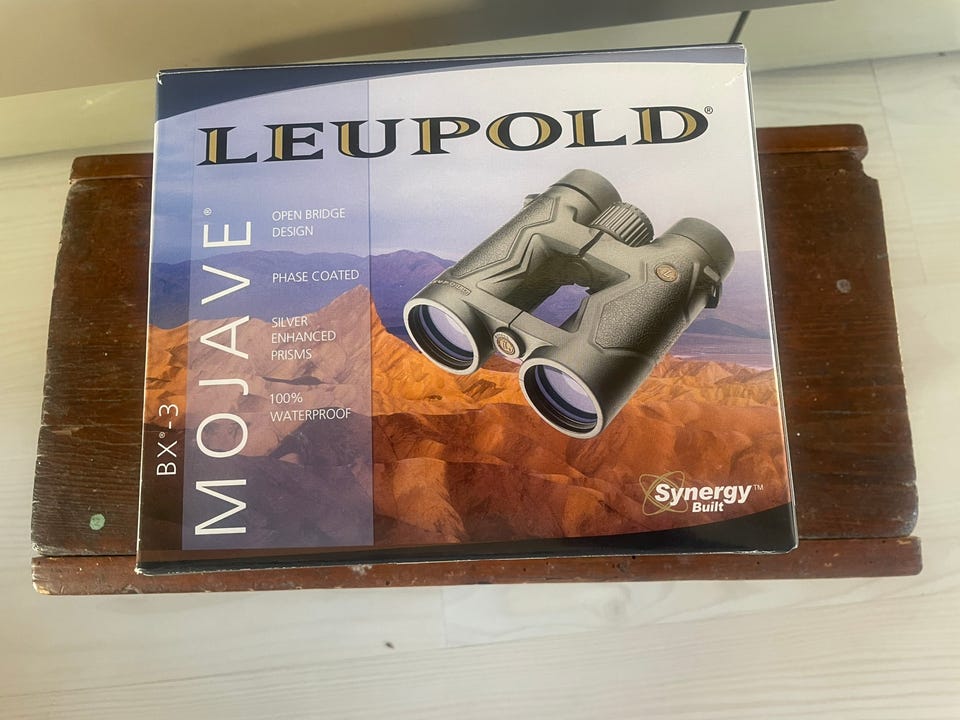 LEUPOLD®
BX®-3
MOJAVE®
OPEN BRIDGE
DESIGN
PHASE COATED
SILVER
ENHANCED
PRISMS
100%
WATERPROOF
Synergy™
Built